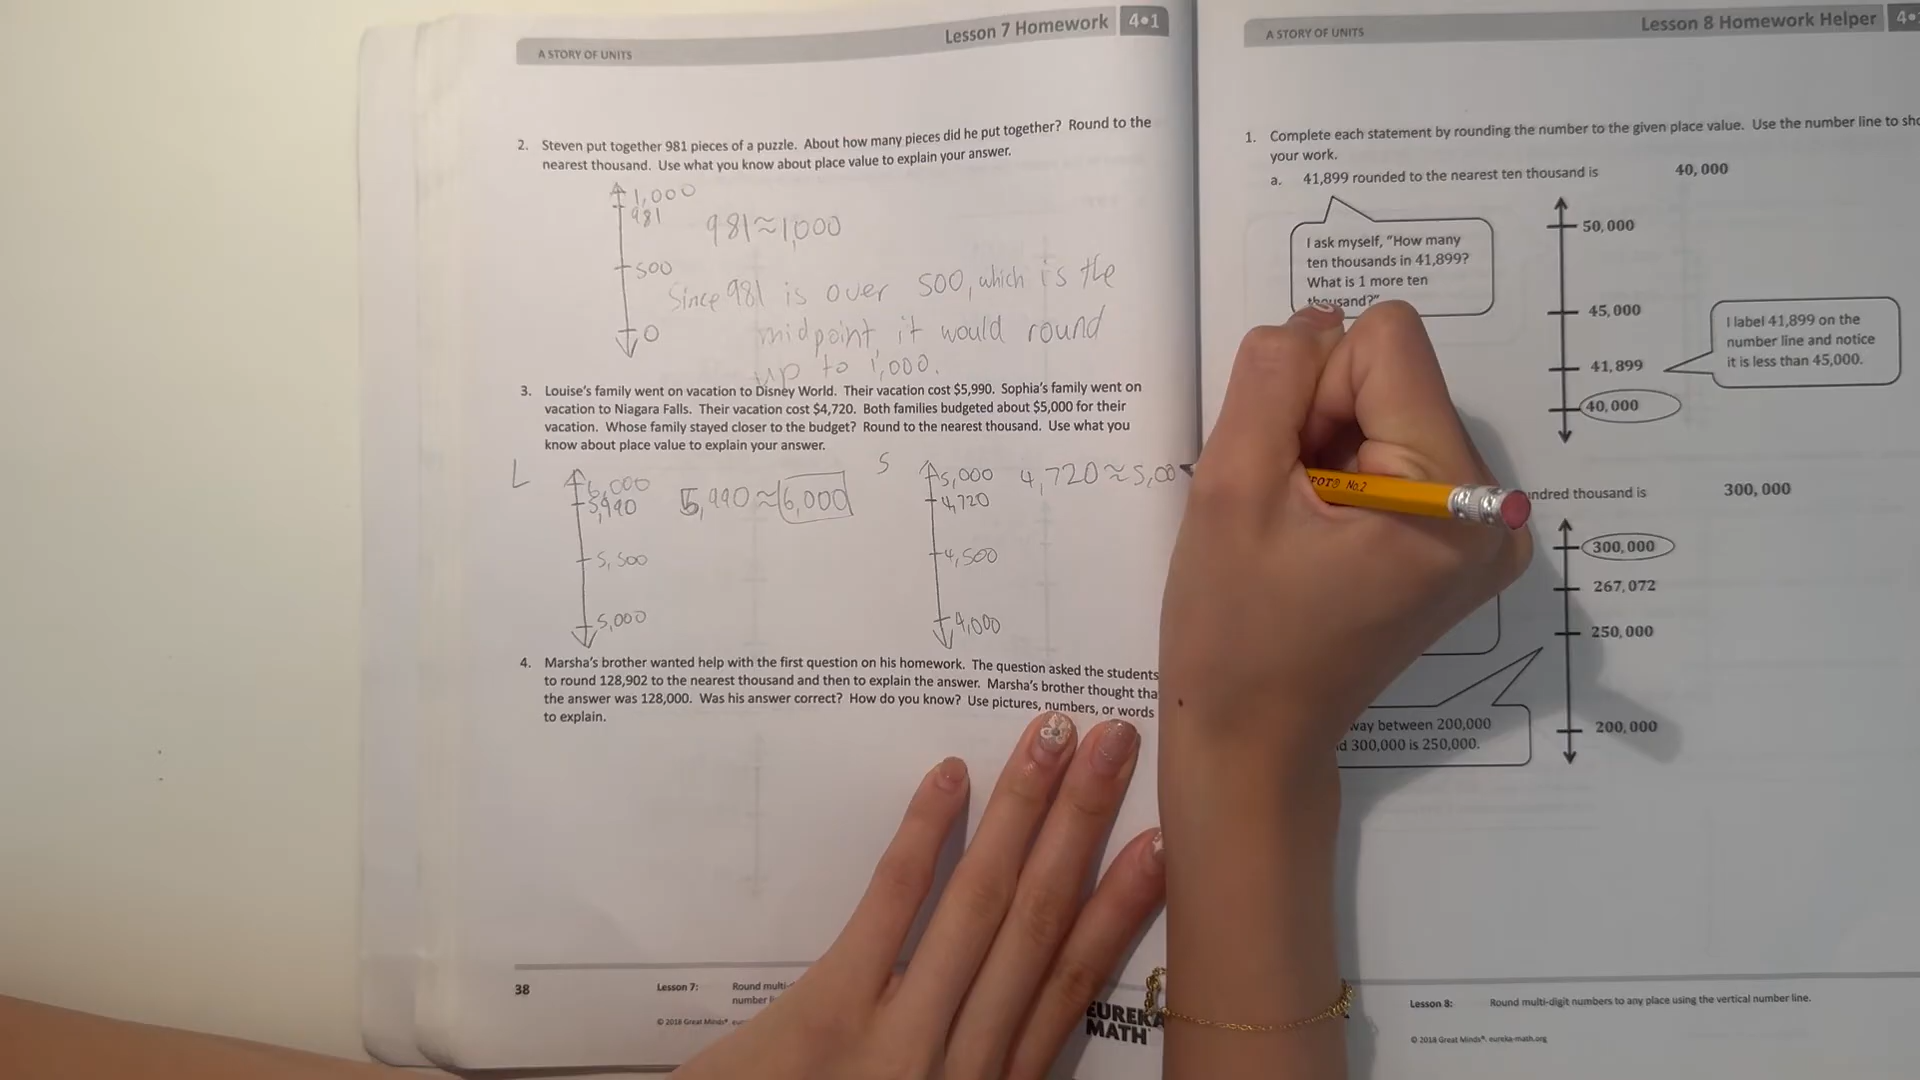 Lesson 7 Homework 4•1
A STORY OF UNITS
2. Steven put together 981 pieces of a puzzle. About how many pieces did he put together? Round to the
nearest thousand. Use what you know about place value to explain your answer.
1,000
981
981≈1,000
500
Since 981 is over 500, which is the
midpoint, it would round
0
up to 1,000.
3. Louise's family went on vacation to Disney World. Their vacation cost $5,990. Sophia's family went on
vacation to Niagara Falls. Their vacation cost $4,720. Both families budgeted about $5,000 for their
vacation. Whose family stayed closer to the budget? Round to the nearest thousand. Use what you
know about place value to explain your answer.
L
6,000
5,990
5,990≈6,000
5,500
5,000
S
5,000
4,720≈5,00
4,720
4,500
4,000
4. Marsha's brother wanted help with the first question on his homework. The question asked the students
to round 128,902 to the nearest thousand and then to explain the answer. Marsha's brother thought
the answer was 128,000. Was his answer correct? How do you know? Use pictures, numbers, or words
to explain.
38
Lesson 7: Round
number
© 2018 Great Minds®.
EUREKA
MATH
Lesson 8 Homework Helper
A STORY OF UNITS
1. Complete each statement by rounding the number to the given place value. Use the number line to
your work.
a. 41,899 rounded to the nearest ten thousand is 40,000
50,000
I ask myself, "How many
ten thousands in 41,899?
What is 1 more ten
thousand?"
45,000
41,899
40,000
I label 41,899 on the
number line and notice
it is less than 45,000.
thousand is 300,000
300,000
267,072
250,000
200,000
between 200,000
300,000 is 250,000.
Lesson 8: Round multi-digit numbers to any place using the vertical number line.
© 2018 Great Minds®. eureka-math.org
OT® No.2